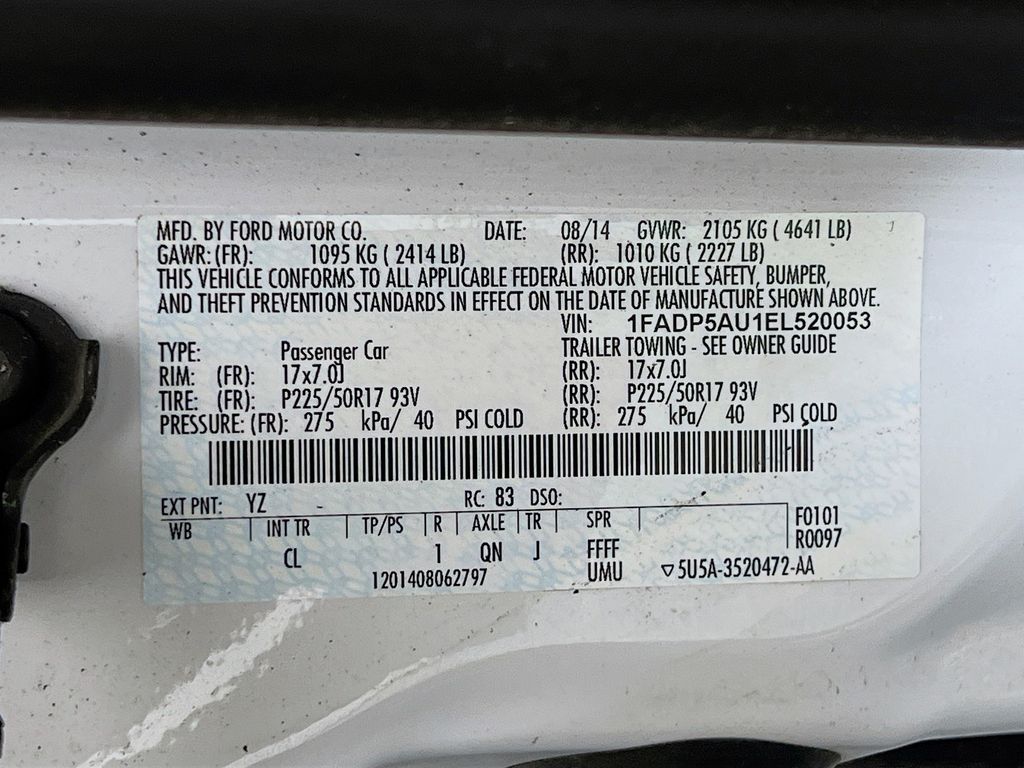 MFD. BY FORD MOTOR CO. DATE: 08/14 GVWR: 2105 KG ( 4641 LB)
GAWR: (FR): 1095 KG ( 2414 LB) (RR): 1010 KG ( 2227 LB)
THIS VEHICLE CONFORMS TO ALL APPLICABLE FEDERAL MOTOR VEHICLE SAFETY, BUMPER,
AND THEFT PREVENTION STANDARDS IN EFFECT ON THE DATE OF MANUFACTURE SHOWN ABOVE.
VIN: 1FADP5AU1EL520053
TYPE: Passenger Car TRAILER TOWING - SEE OWNER GUIDE
RIM: (FR): 17x7.0J (RR): 17x7.0J
TIRE: (FR): P225/50R17 93V (RR): P225/50R17 93V
PRESSURE: (FR): 275 kPa/ 40 PSI COLD (RR): 275 kPa/ 40 PSI COLD
EXT PNT: YZ RC: 83 DSO:
WB INT TR TP/PS R AXLE TR SPR F0101
CL 1 QN J FFFF R0097
1201408062797 UMU ▽5U5A-3520472-AA